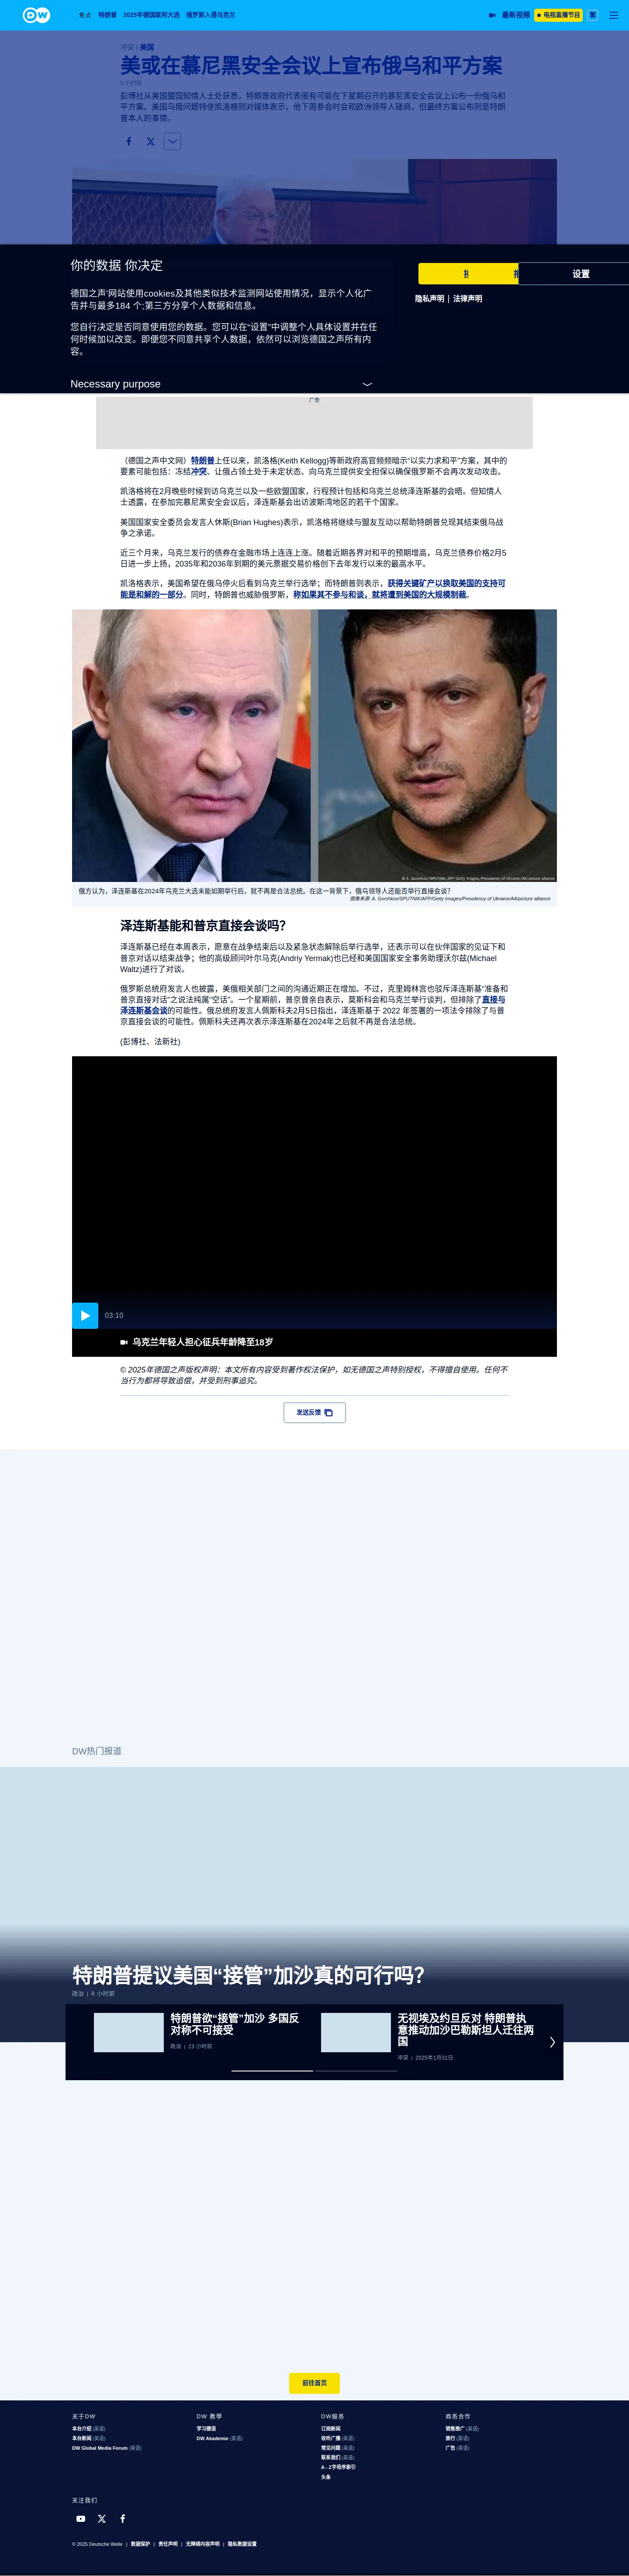 DW
焦点 特朗普 2025年德国联邦大选 俄罗斯入侵乌克兰
最新视频 电视直播节目 繁
冲突 | 美国
美或在慕尼黑安全会议上宣布俄乌和平方案
彭博社从美国盟国知情人士处获悉，特朗普政府代表很有可能在下星期召开的慕尼黑安全会议上公布一份俄乌和
平方案。美国乌俄问题特使凯洛格则对媒体表示，他下周参会时会和欧洲领导人磋商，但最终方案公布则是特朗
普本人的事情。
你的数据 你决定
设置
隐私声明 | 法律声明
德国之声'网站使用cookies及其他类似技术监测网站使用情况，显示个人化广
告并与最多184 个;第三方分享个人数据和信息。
您自行决定是否同意使用您的数据。您可以在“设置”中调整个人具体设置并在任
何时候加以改变。即便您不同意共享个人数据，依然可以浏览德国之声所有内
容。
Necessary purpose
广告
（德国之声中文网）特朗普上任以来，凯洛格(Keith Kellogg)等新政府高官频频暗示“以实力求和平”方案，其中的
要素可能包括：冻结冲突、让俄占领土处于未定状态、向乌克兰提供安全担保以确保俄罗斯不会再次发动攻击。
凯洛格将在2月晚些时候到访乌克兰以及一些欧盟国家，行程预计包括和乌克兰总统泽连斯基的会晤。但知情人
士透露，在参加完慕尼黑安全会议后，泽连斯基会出访波斯湾地区的若干个国家。
美国国家安全委员会发言人休斯(Brian Hughes)表示，凯洛格将继续与盟友互动以帮助特朗普兑现其结束俄乌战
争之承诺。
近三个月来，乌克兰发行的债券在金融市场上连连上涨。随着近期各界对和平的预期增高，乌克兰债券价格2月5
日进一步上扬，2035年和2036年到期的美元票据交易价格创下去年发行以来的最高水平。
凯洛格表示，美国希望在俄乌停火后看到乌克兰举行选举；而特朗普则表示，获得关键矿产以换取美国的支持可
能是和解的一部分。同时，特朗普也威胁俄罗斯，称如果其不参与和谈，就将遭到美国的大规模制裁。
© A. Gorshkov/SPUTNIK/AFP/Getty Images/Presidency of Ukraine/AA/picture alliance
俄方认为，泽连斯基在2024年乌克兰大选未能如期举行后，就不再是合法总统。在这一背景下，俄乌领导人还能否举行直接会谈？
图像来源: A. Gorshkov/SPUTNIK/AFP/Getty Images/Presidency of Ukraine/AA/picture alliance
泽连斯基能和普京直接会谈吗？
泽连斯基已经在本周表示，愿意在战争结束后以及紧急状态解除后举行选举，还表示可以在伙伴国家的见证下和
普京对话以结束战争；他的高级顾问叶尔马克(Andriy Yermak)也已经和美国国家安全事务助理沃尔兹(Michael
Waltz)进行了对谈。
俄罗斯总统府发言人也披露，美俄相关部门之间的沟通近期正在增加。不过，克里姆林宫也驳斥泽连斯基“准备和
普京直接对话”之说法纯属“空话”。一个星期前，普京曾亲自表示，莫斯科会和乌克兰举行谈判，但排除了直接与
泽连斯基会谈的可能性。俄总统府发言人佩斯科夫2月5日指出，泽连斯基于 2022 年签署的一项法令排除了与普
京直接会谈的可能性。佩斯科夫还再次表示泽连斯基在2024年之后就不再是合法总统。
(彭博社、法新社)
03:10
乌克兰年轻人担心征兵年龄降至18岁
© 2025年德国之声版权声明：本文所有内容受到著作权法保护，如无德国之声特别授权，不得擅自使用。任何不
当行为都将导致追偿，并受到刑事追究。
发送反馈
DW热门报道
特朗普提议美国“接管”加沙真的可行吗？
政治 | 8 小时前
特朗普欲“接管”加沙 多国反
对称不可接受
政治 | 23 小时前
无视埃及约旦反对 特朗普执
意推动加沙巴勒斯坦人迁往两
国
冲突 | 2025年1月31日
前往首页
关于DW
本台介绍 (英语)
本台新闻 (英语)
DW Global Media Forum (英语)
DW 教學
学习德语
DW Akademie (英语)
DW服务
订阅新闻
收听广播 (英语)
常见问题 (英语)
联系我们 (英语)
A - Z字母序索引
头条
商务合作
销售推广 (英语)
旅行 (英语)
广告 (英语)
关注我们
© 2025 Deutsche Welle | 数据保护 | 责任声明 | 无障碍内容声明 | 隐私数据设置